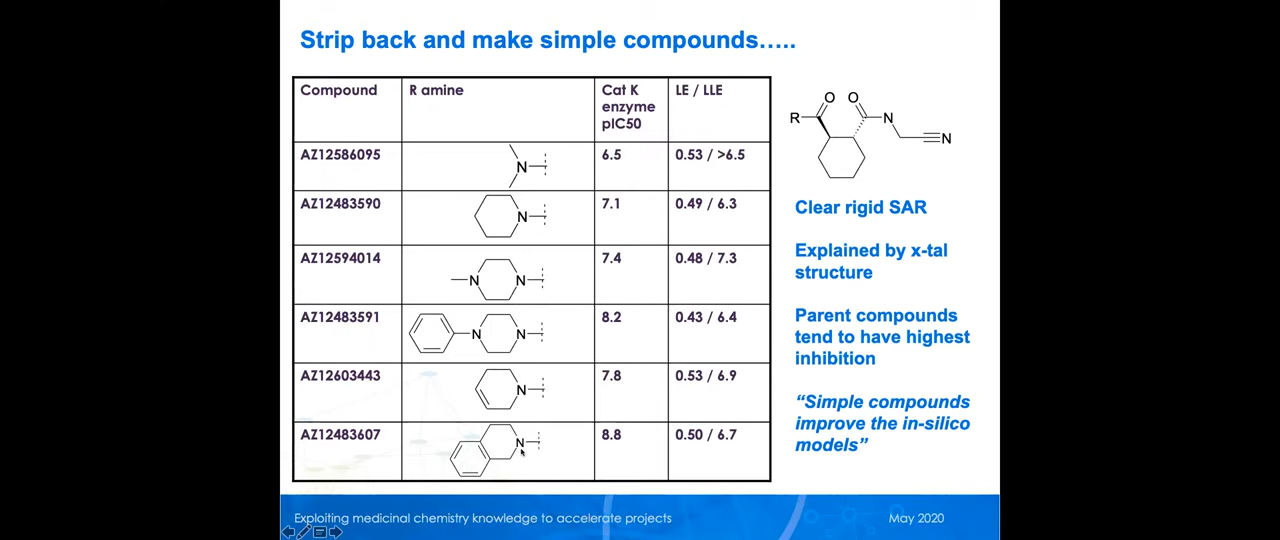 Strip back and make simple compounds…..
Compound R amine Cat K enzyme pIC50 LE / LLE
AZ12586095 N 6.5 0.53 / >6.5
AZ12483590 N 7.1 0.49 / 6.3
AZ12594014 N N 7.4 0.48 / 7.3
AZ12483591 N N 8.2 0.43 / 6.4
AZ12603443 N 7.8 0.53 / 6.9
AZ12483607 N 8.8 0.50 / 6.7
O O
R N
N
Clear rigid SAR
Explained by x-tal
structure
Parent compounds
tend to have highest
inhibition
“Simple compounds
improve the in-silico
models”
Exploiting medicinal chemistry knowledge to accelerate projects
May 2020